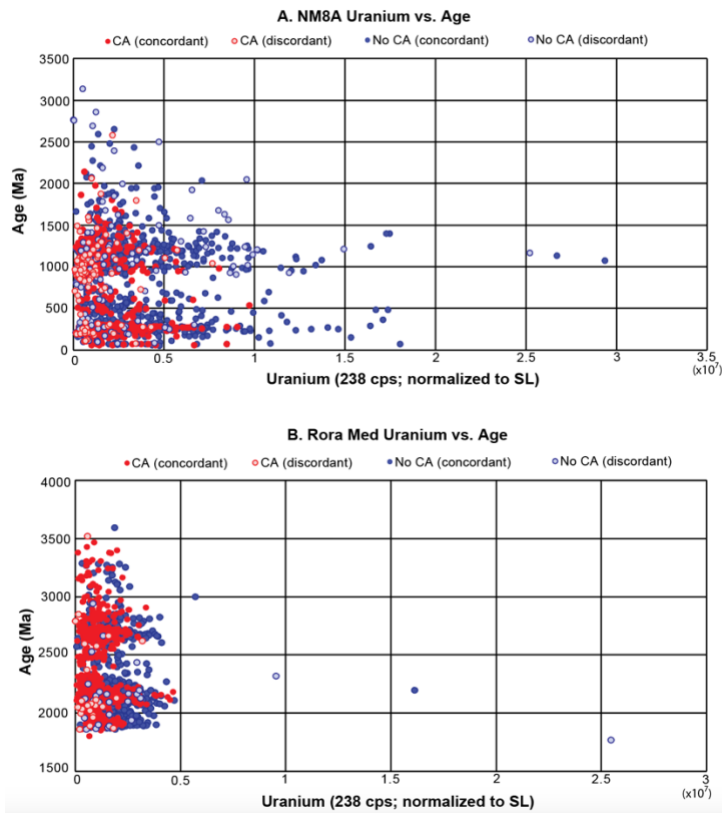 A. NM8A Uranium vs. Age
CA (concordant) CA (discordant) No CA (concordant) No CA (discordant)
3500
3000
2500
2000
1500
1000
500
0
Age (Ma)
0 0.5 1 1.5 2 2.5 3 3.5
(x10⁷)
Uranium (238 cps; normalized to SL)
B. Rora Med Uranium vs. Age
CA (concordant) CA (discordant) No CA (concordant) No CA (discordant)
4000
3500
3000
2500
2000
1500
Age (Ma)
0 0.5 1 1.5 2 2.5 3
(x10⁷)
Uranium (238 cps; normalized to SL)